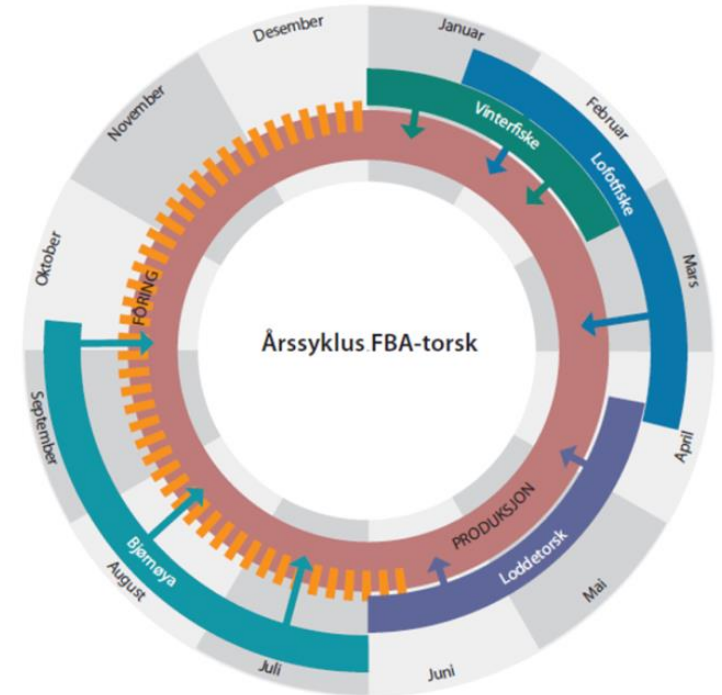 Årssyklus FBA-torsk
Januar
Februar
Mars
April
Mai
Juni
Juli
August
September
Oktober
November
Desember
Vinterfiske
Lofotfiske
Loddetorsk
PRODUKSJON
Bjørnøya
FÔRING